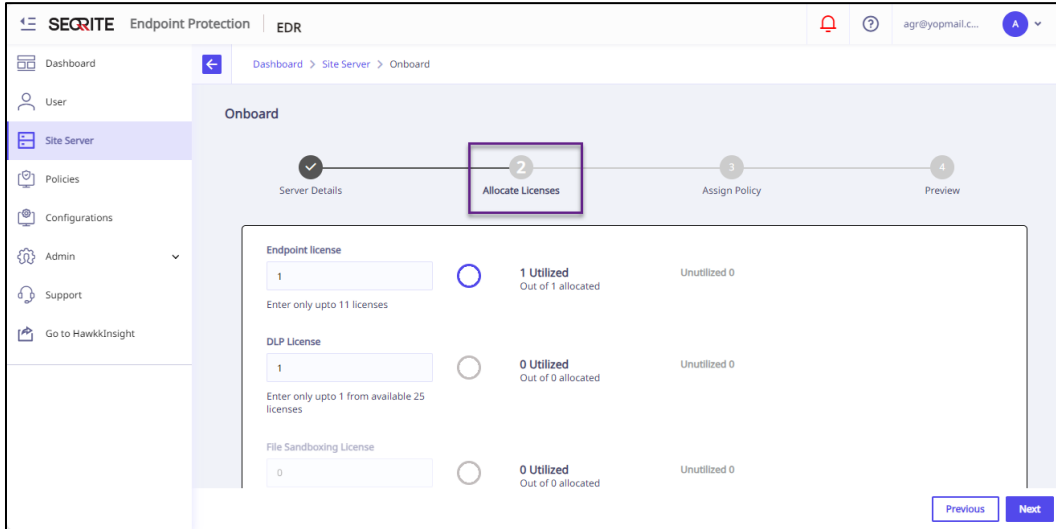 SEQRITE Endpoint Protection EDR
agr@yopmail.c...
A
Dashboard
User
Site Server
Policies
Configurations
Admin
Support
Go to HawkkInsight
Dashboard > Site Server > Onboard
Onboard
2
3
4
Server Details
Allocate Licenses
Assign Policy
Preview
Endpoint license
1
1 Utilized
Out of 1 allocated
Unutilized 0
Enter only upto 11 licenses
DLP License
1
0 Utilized
Out of 0 allocated
Unutilized 0
Enter only upto 1 from available 25
licenses
File Sandboxing License
0
0 Utilized
Out of 0 allocated
Unutilized 0
Previous
Next